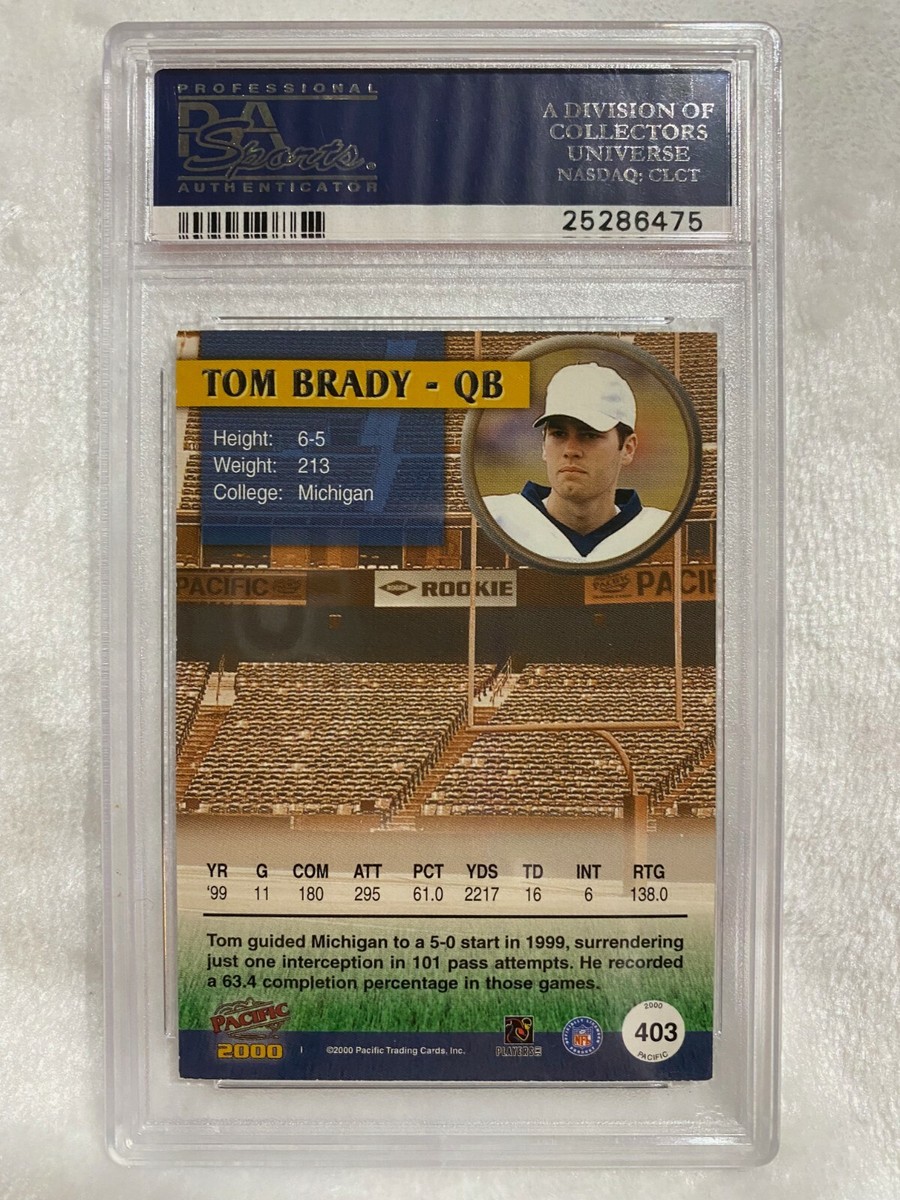 PROFESSIONAL
PSA
Sports
AUTHENTICATOR
A DIVISION OF
COLLECTORS
UNIVERSE
NASDAQ: CLCT
25286475
TOM BRADY - QB
Height: 6-5
Weight: 213
College: Michigan
PACIFIC
ROOKIE
PACIFIC
PACIF
YR G COM ATT PCT YDS TD INT RTG
'99 11 180 295 61.0 2217 16 6 138.0
Tom guided Michigan to a 5-0 start in 1999, surrendering
just one interception in 101 pass attempts. He recorded
a 63.4 completion percentage in those games.
PACIFIC
2000
©2000 Pacific Trading Cards, Inc.
PLAYERS INC
NFL
2000
403
PACIFIC